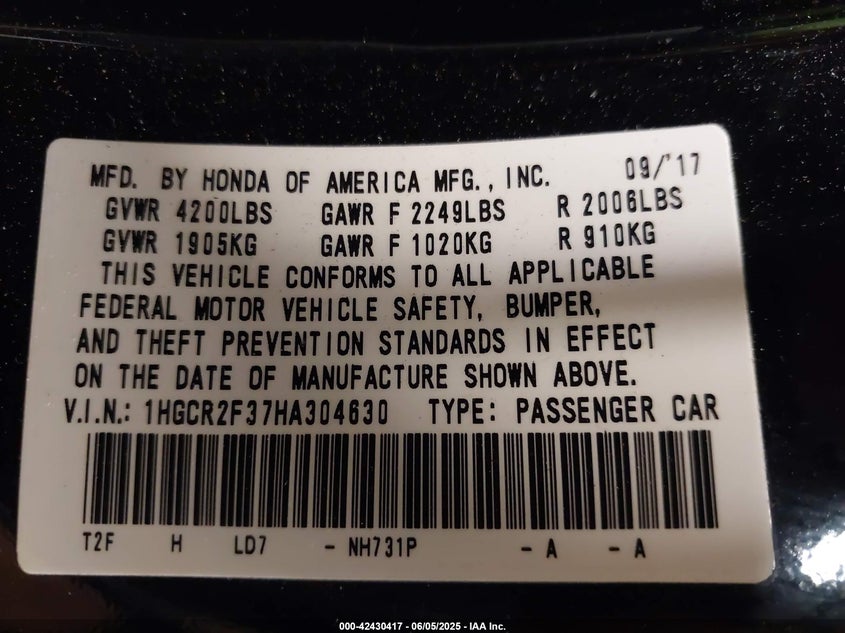 MFD. BY HONDA OF AMERICA MFG., INC. 09/'17
GVWR 4200LBS GAWR F 2249LBS R 2006LBS
GVWR 1905KG GAWR F 1020KG R 910KG
THIS VEHICLE CONFORMS TO ALL APPLICABLE
FEDERAL MOTOR VEHICLE SAFETY, BUMPER,
AND THEFT PREVENTION STANDARDS IN EFFECT
ON THE DATE OF MANUFACTURE SHOWN ABOVE.
V.I.N.: 1HGCR2F37HA304630 TYPE: PASSENGER CAR
T2F H LD7 - NH731P - A - A
000-42430417 - 06/05/2025 - IAA Inc.